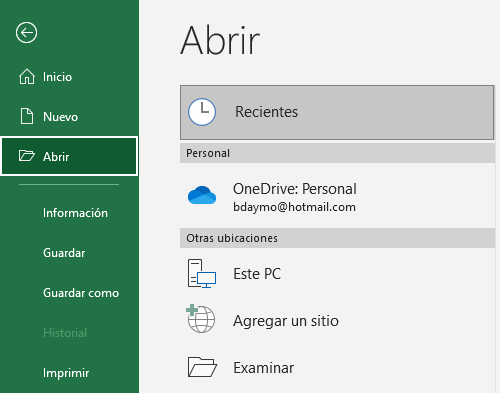 Inicio
Nuevo
Abrir
Información
Guardar
Guardar como
Historial
Imprimir
Abrir
Recientes
Personal
OneDrive: Personal
bdaymo@hotmail.com
Otras ubicaciones
Este PC
Agregar un sitio
Examinar